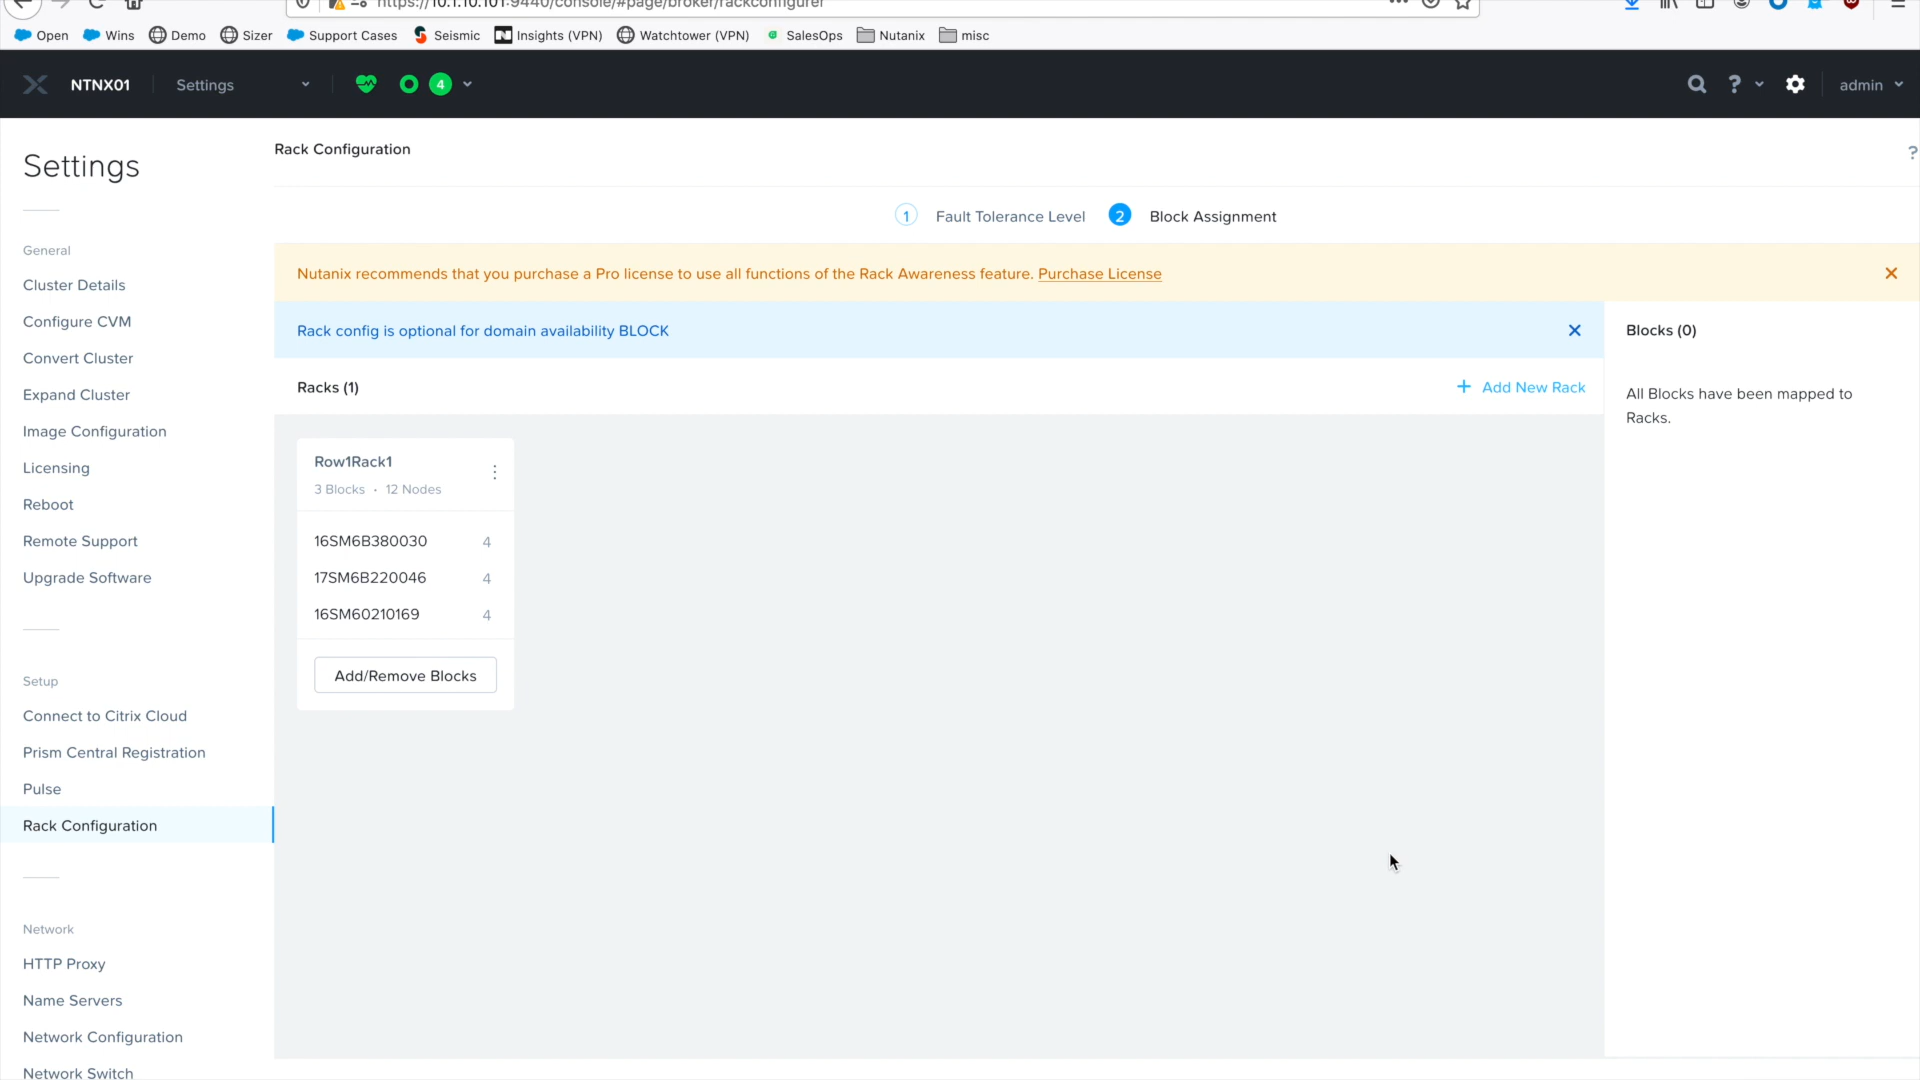 https://10.1.10.101:9440/console/#page/broker/rackconfigurer
Open Wins Demo Sizer Support Cases Seismic Insights (VPN) Watchtower (VPN) SalesOps Nutanix misc
NTNX01 Settings 4 ? admin
Settings
Rack Configuration ?
1 Fault Tolerance Level 2 Block Assignment
Nutanix recommends that you purchase a Pro license to use all functions of the Rack Awareness feature. Purchase License
Rack config is optional for domain availability BLOCK
Racks (1) + Add New Rack
Row1Rack1
3 Blocks · 12 Nodes
16SM6B380030 4
17SM6B220046 4
16SM60210169 4
Add/Remove Blocks
Blocks (0)
All Blocks have been mapped to
Racks.
General
Cluster Details
Configure CVM
Convert Cluster
Expand Cluster
Image Configuration
Licensing
Reboot
Remote Support
Upgrade Software
Setup
Connect to Citrix Cloud
Prism Central Registration
Pulse
Rack Configuration
Network
HTTP Proxy
Name Servers
Network Configuration
Network Switch